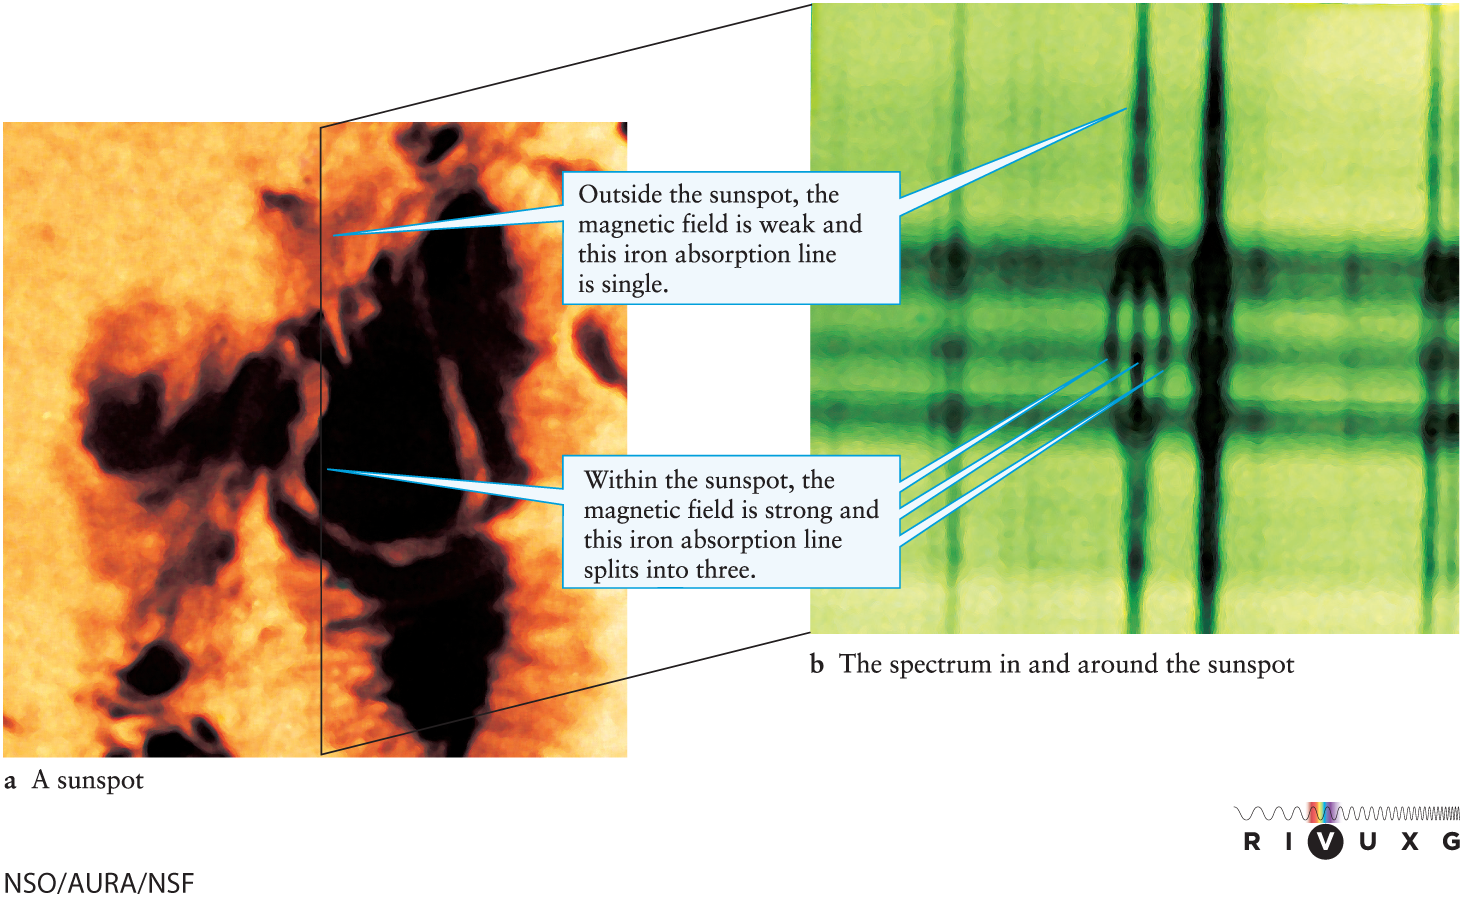 Outside the sunspot, the
magnetic field is weak and
this iron absorption line
is single.
Within the sunspot, the
magnetic field is strong and
this iron absorption line
splits into three.
b The spectrum in and around the sunspot
a A sunspot
R I V U X G
NSO/AURA/NSF